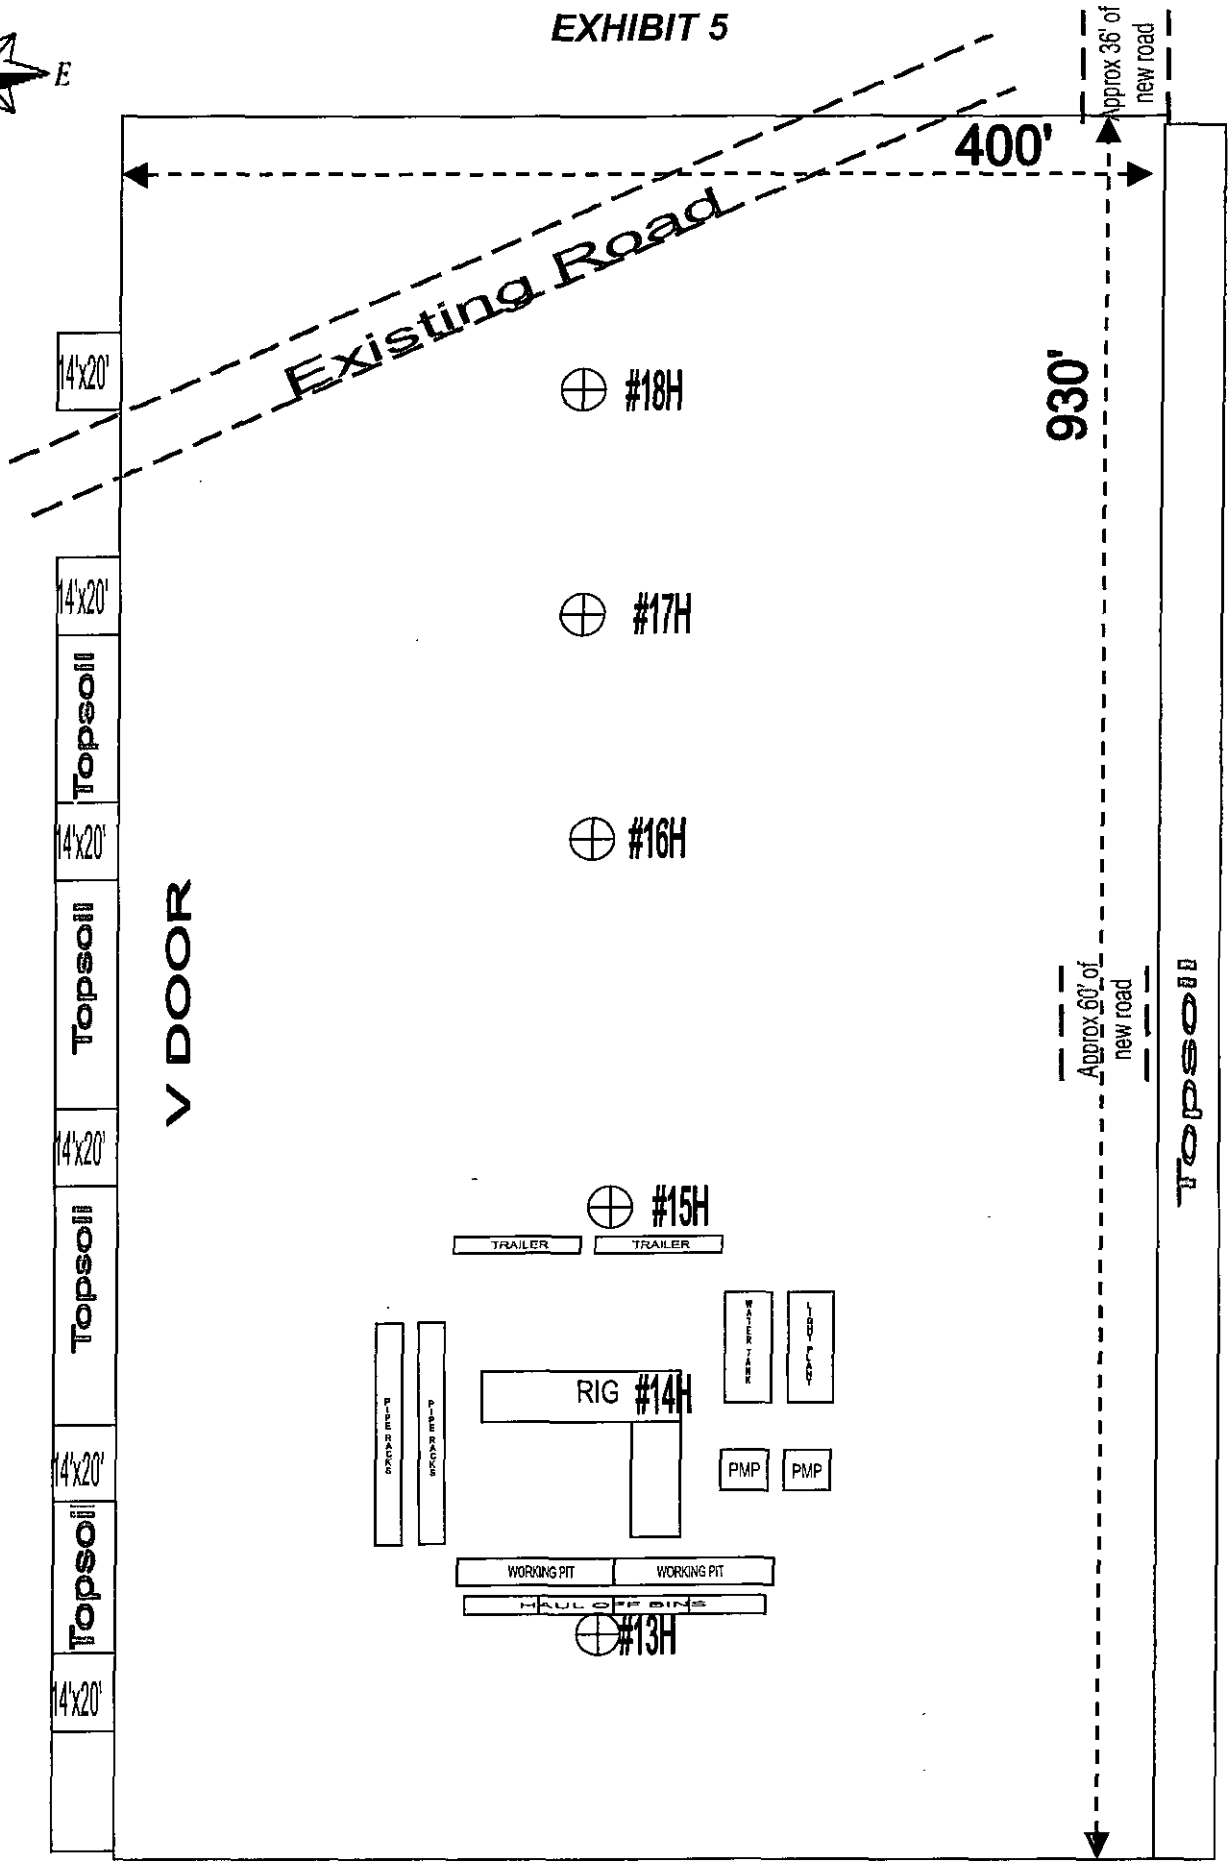 EXHIBIT 5
E
Approx 36' of
new road
400'
Existing Road
930'
14'x20'
#18H
14'x20'
#17H
Topsoil
14'x20'
#16H
Topsoil
V DOOR
Approx 60' of
new road
Topsoil
14'x20'
#15H
TRAILER
TRAILER
Topsoil
WATER TANK
LIGHT PLANT
PIPE RACKS
PIPE RACKS
RIG #14H
14'x20'
PMP
PMP
Topsoil
WORKING PIT
WORKING PIT
HAUL OFF BINS
#13H
14'x20'